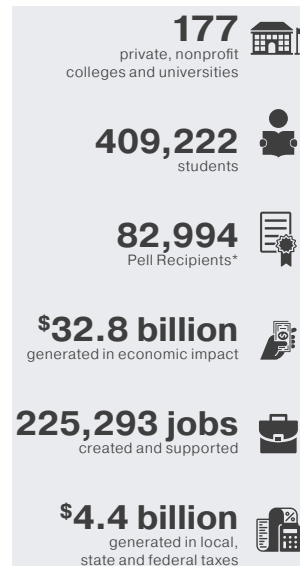 177
private, nonprofit
colleges and universities
409,222
students
82,994
Pell Recipients*
$32.8 billion
generated in economic impact
225,293 jobs
created and supported
$4.4 billion
generated in local,
state and federal taxes